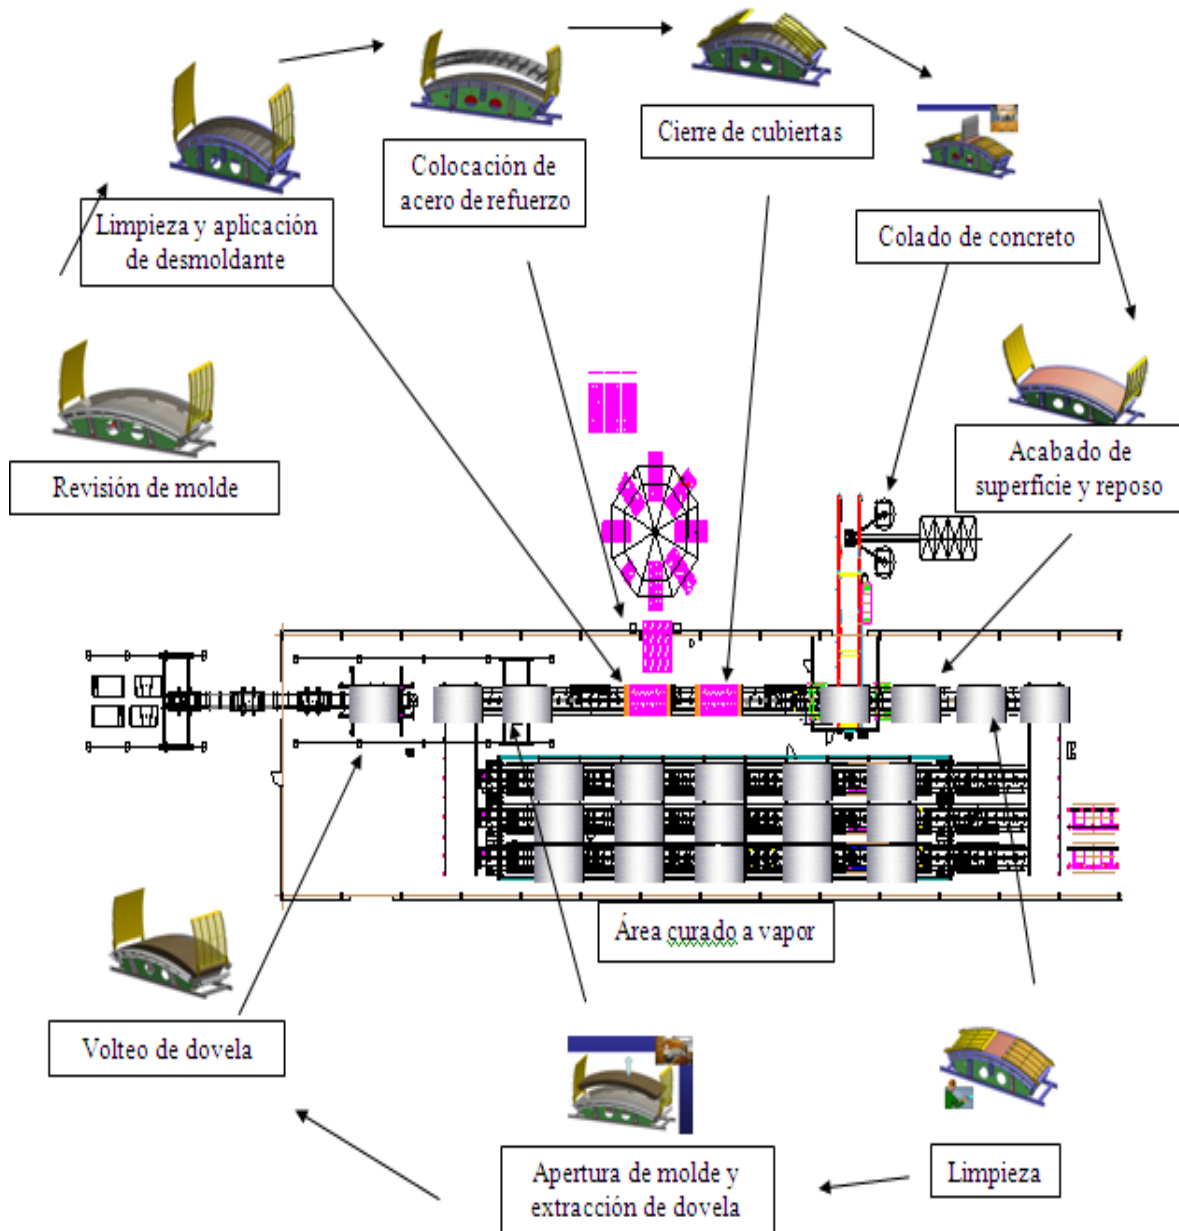 Cierre de cubiertas
Colocación de
acero de refuerzo
Limpieza y aplicación
de desmoldante
Colado de concreto
Acabado de
superficie y reposo
Revisión de molde
Área curado a vapor
Volteo de dovela
Apertura de molde y
extracción de dovela
Limpieza